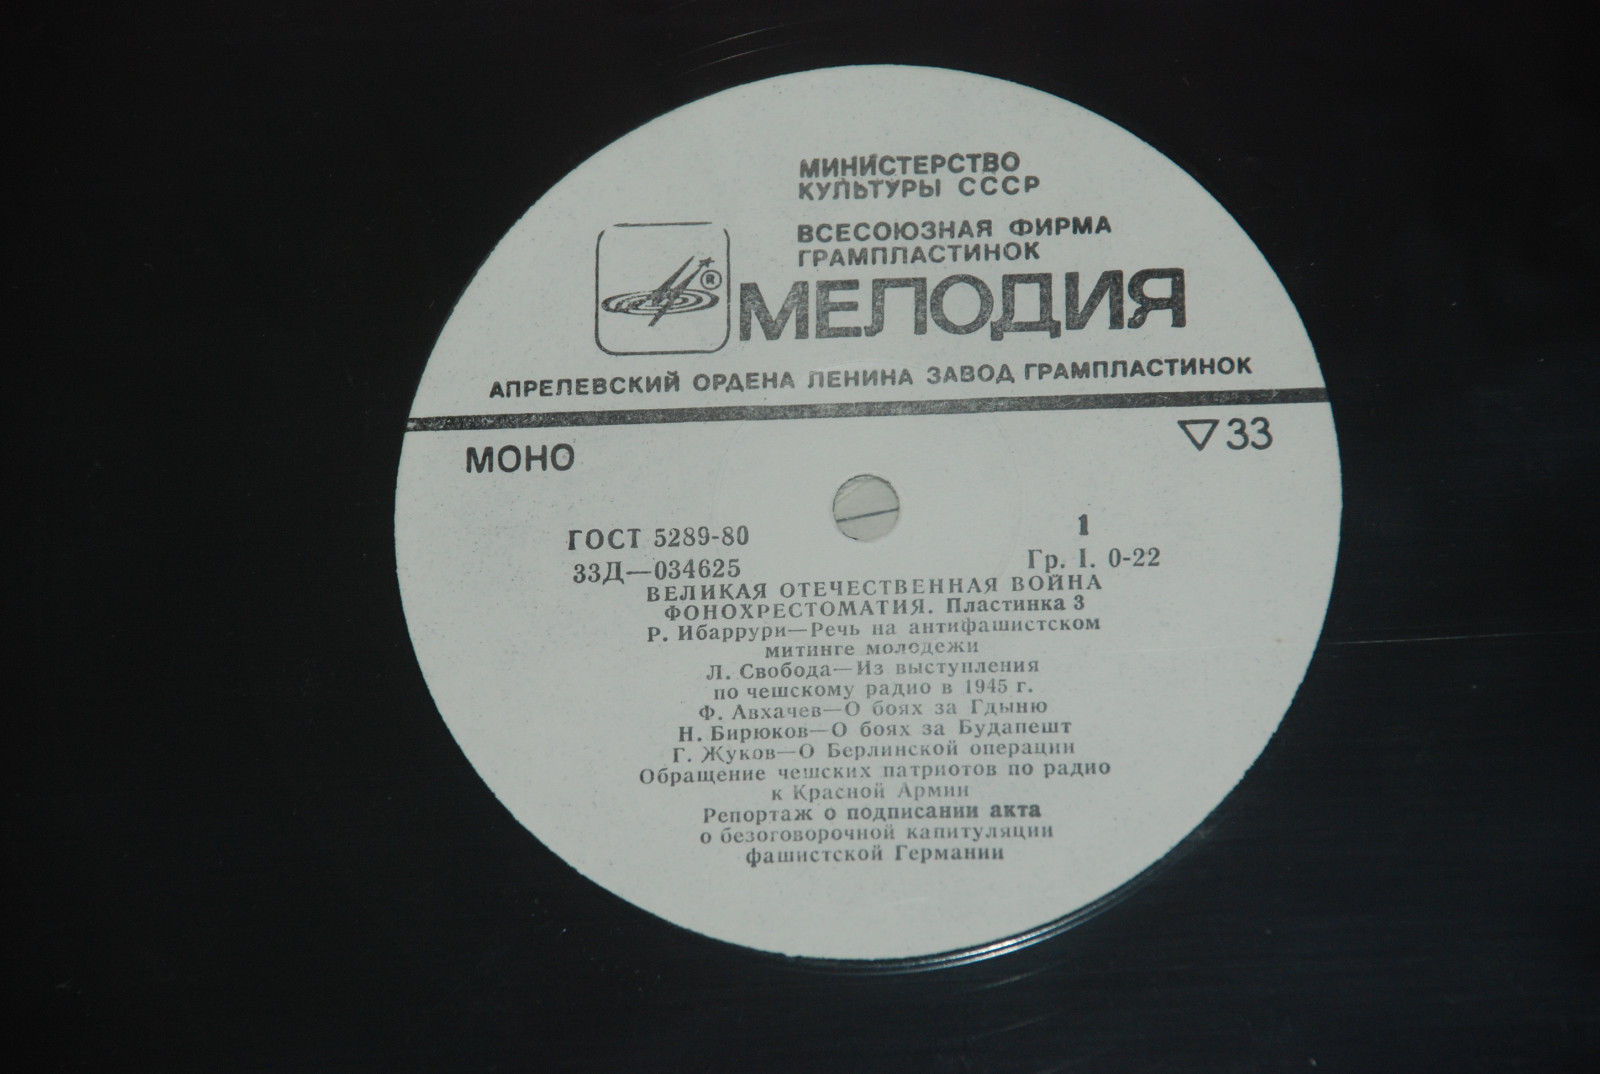 МИНИСТЕРСТВО
КУЛЬТУРЫ СССР
ВСЕСОЮЗНАЯ ФИРМА
ГРАМПЛАСТИНОК
®
МЕЛОДИЯ
АПРЕЛЕВСКИЙ ОРДЕНА ЛЕНИНА ЗАВОД ГРАМПЛАСТИНОК
МОНО
▽33
ГОСТ 5289-80
1
33Д—034625
Гр. I. 0-22
ВЕЛИКАЯ ОТЕЧЕСТВЕННАЯ ВОЙНА
ФОНОХРЕСТОМАТИЯ. Пластинка 3
Р. Ибаррури—Речь на антифашистском
митинге молодежи
Л. Свобода—Из выступления
по чешскому радио в 1945 г.
Ф. Авхачев—О боях за Гдыню
Н. Бирюков—О боях за Будапешт
Г. Жуков—О Берлинской операции
Обращение чешских патриотов по радио
к Красной Армии
Репортаж о подписании акта
о безоговорочной капитуляции
фашистской Германии